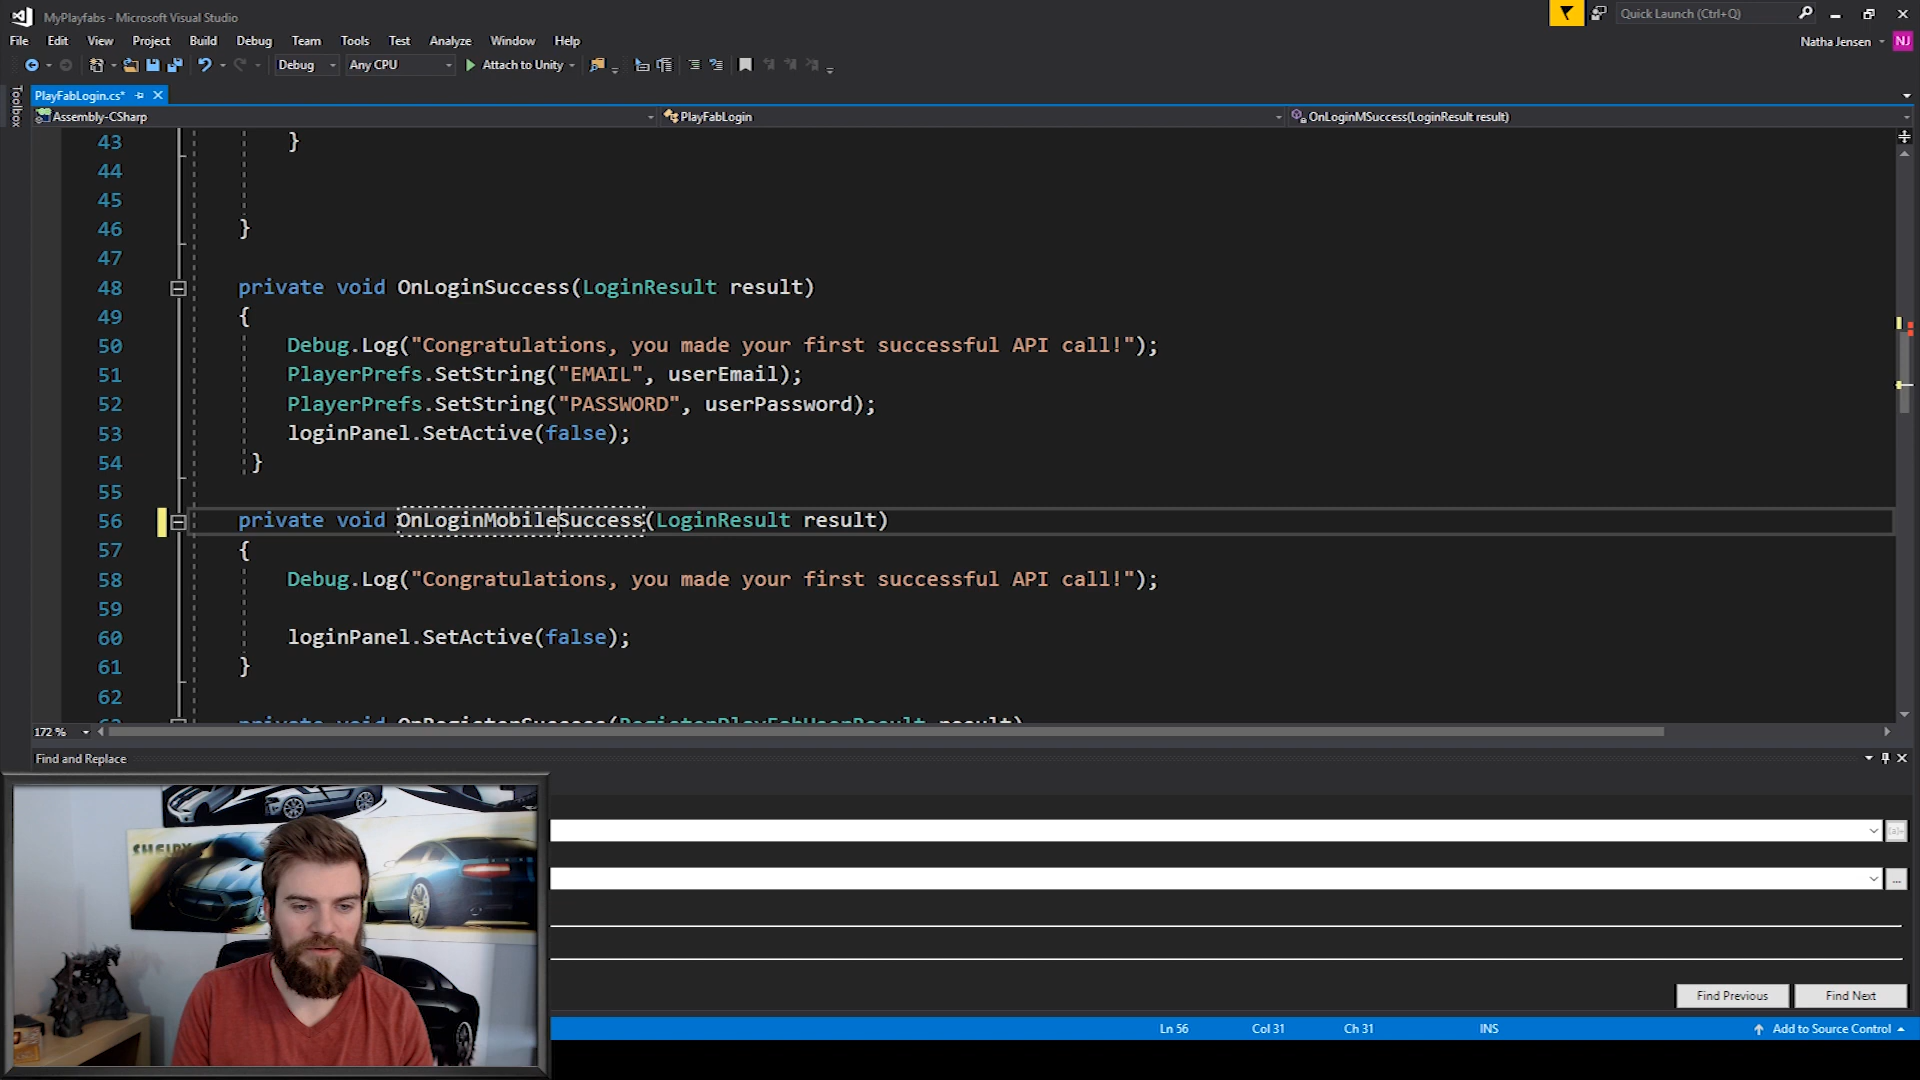 MyPlayfabs - Microsoft Visual Studio
Quick Launch (Ctrl+Q)
File Edit View Project Build Debug Team Tools Test Analyze Window Help
Natha Jensen NJ
Debug Any CPU Attach to Unity
Toolbox
PlayFabLogin.cs*
Assembly-CSharp PlayFabLogin OnLoginMSuccess(LoginResult result)
43 }
44
45
46 }
47
48 private void OnLoginSuccess(LoginResult result)
49 {
50 Debug.Log("Congratulations, you made your first successful API call!");
51 PlayerPrefs.SetString("EMAIL", userEmail);
52 PlayerPrefs.SetString("PASSWORD", userPassword);
53 loginPanel.SetActive(false);
54 }
55
56 private void OnLoginMobileSuccess(LoginResult result)
57 {
58 Debug.Log("Congratulations, you made your first successful API call!");
59
60 loginPanel.SetActive(false);
61 }
62
63 private void OnRegisterSuccess(RegisterPlayFabUserResult result)
172 %
Find and Replace
SHELBY
...
Find Previous Find Next
Ln 56 Col 31 Ch 31 INS Add to Source Control